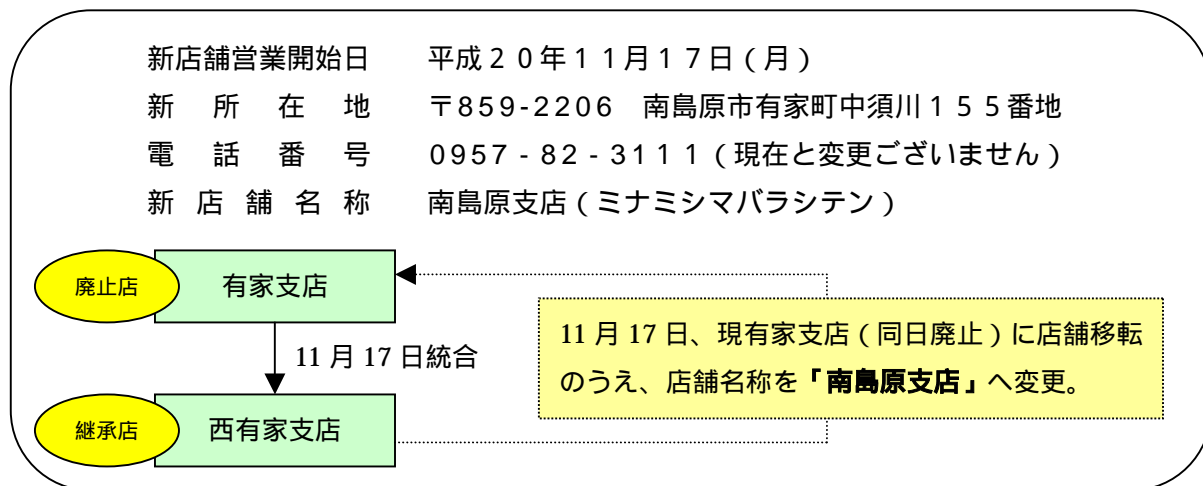 新店舗営業開始日 平成２０年１１月１７日（月）
新所在地 〒859-2206 南島原市有家町中須川１５５番地
電話番号 0957-82-3111（現在と変更ございません）
新店舗名称 南島原支店（ミナミシマバラシテン）
廃止店 有家支店
11月17日統合
11月17日、現有家支店（同日廃止）に店舗移転
のうえ、店舗名称を「南島原支店」へ変更。
継承店 西有家支店